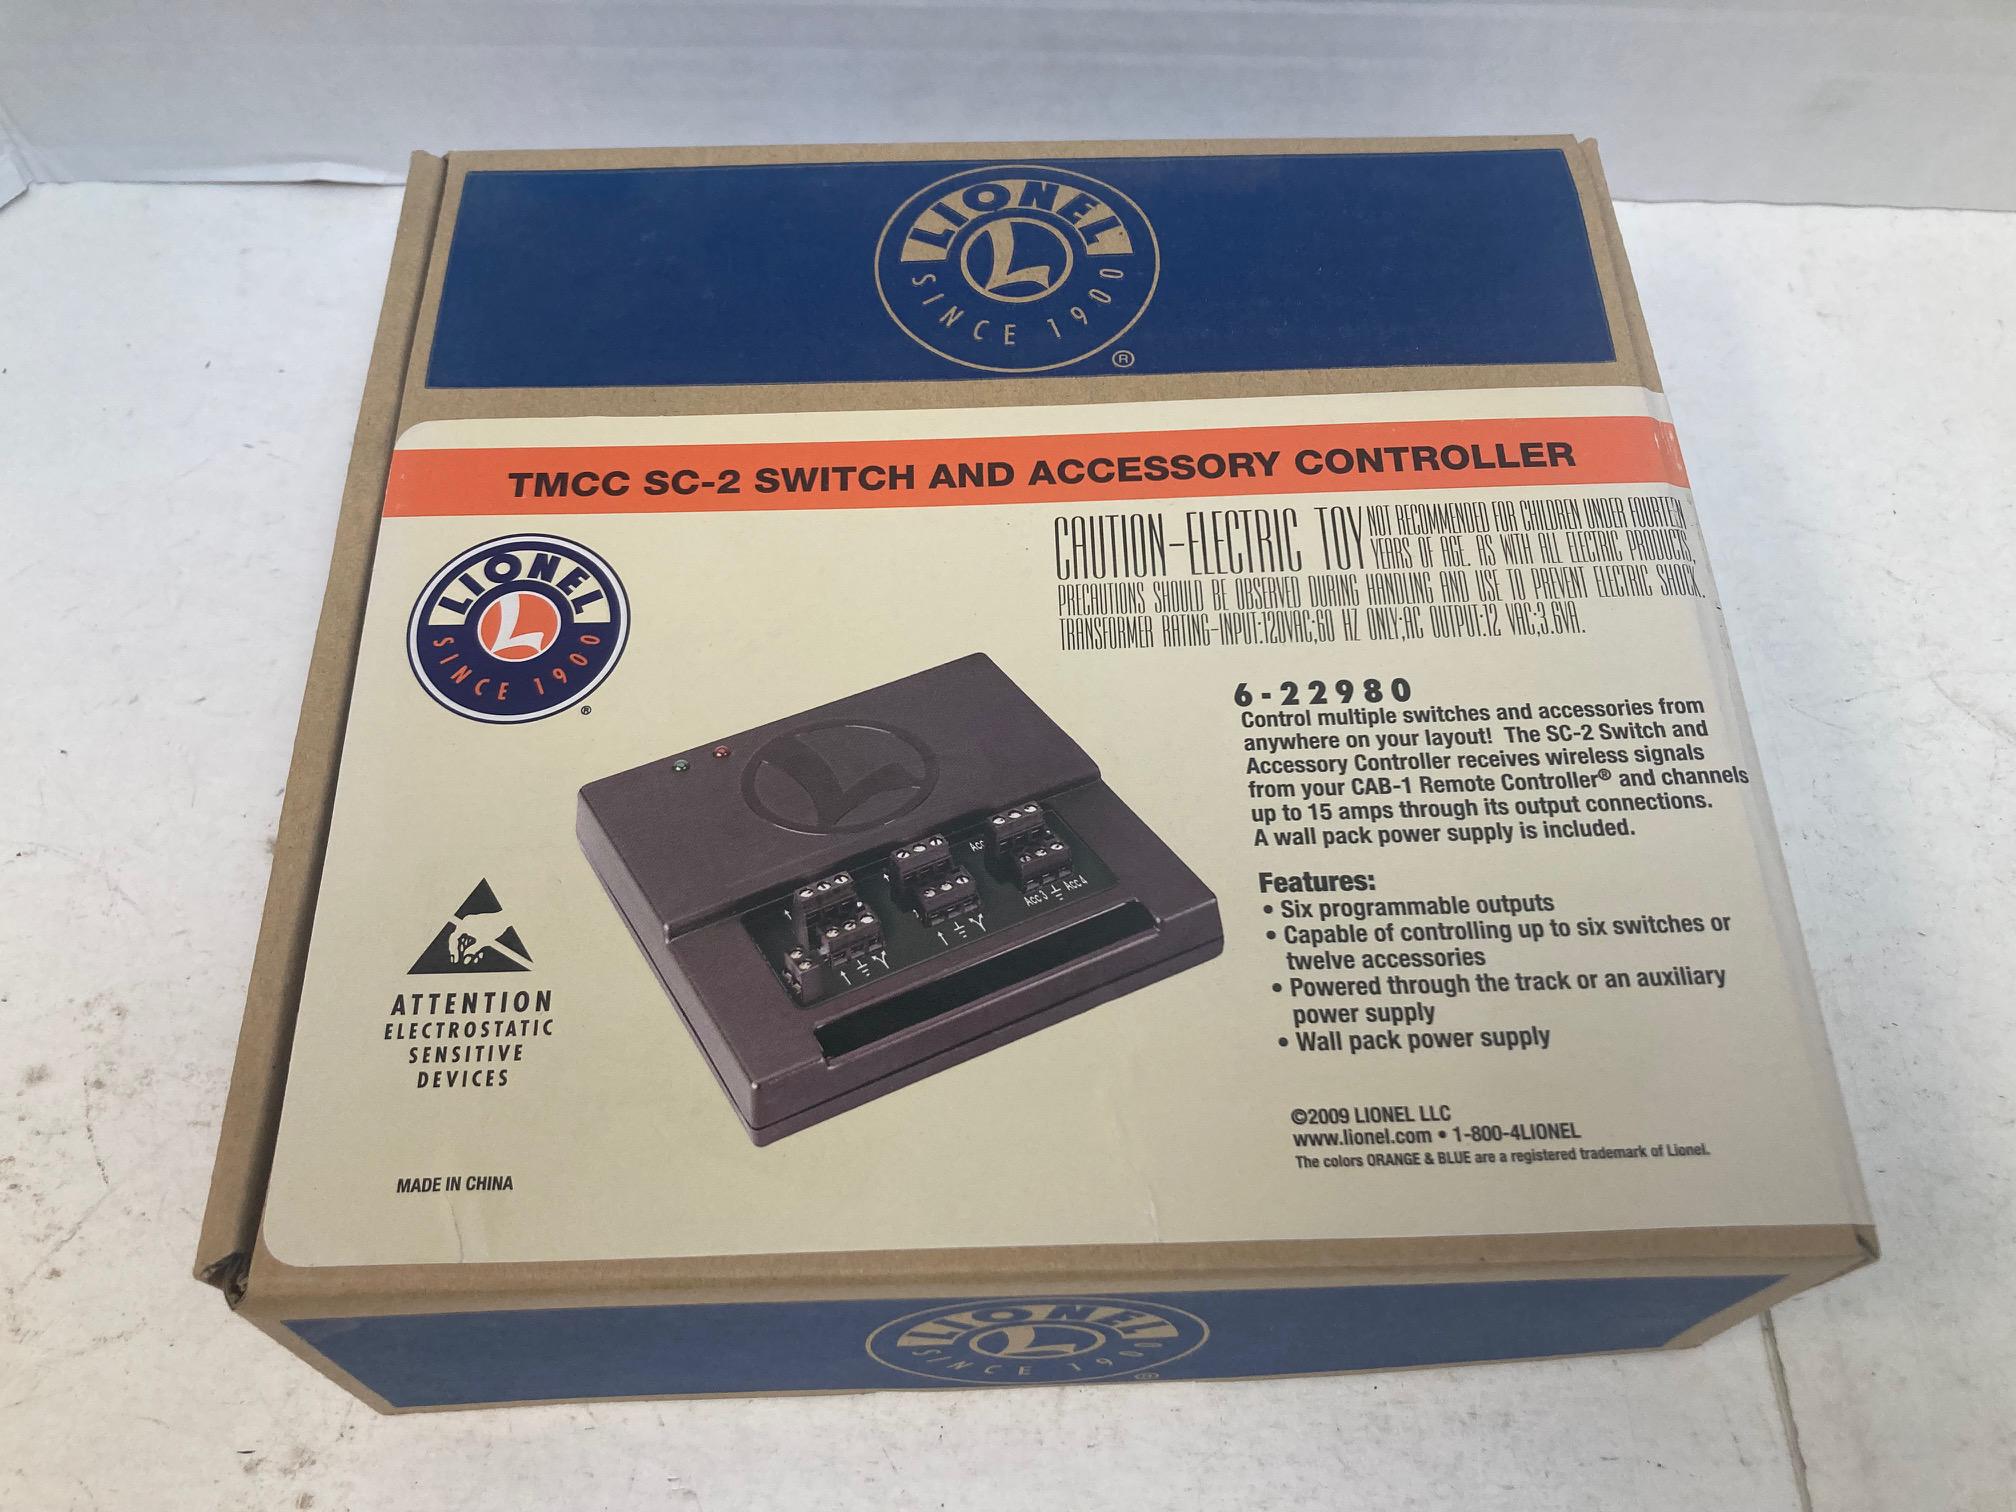 LIONEL
L
SINCE 1900
®
TMCC SC-2 SWITCH AND ACCESSORY CONTROLLER
LIONEL
L
SINCE 1900
®
CAUTION-ELECTRIC TOY NOT RECOMMENDED FOR CHILDREN UNDER FOURTEEN
YEARS OF AGE. AS WITH ALL ELECTRIC PRODUCTS,
PRECAUTIONS SHOULD BE OBSERVED DURING HANDLING AND USE TO PREVENT ELECTRIC SHOCK.
TRANSFORMER RATING-INPUT:120VAC;60 HZ ONLY;AC OUTPUT:12 VAC;3.6VA.
6-22980
Control multiple switches and accessories from
anywhere on your layout! The SC-2 Switch and
Accessory Controller receives wireless signals
from your CAB-1 Remote Controller® and channels
up to 15 amps through its output connections.
A wall pack power supply is included.
Features:
• Six programmable outputs
• Capable of controlling up to six switches or
twelve accessories
• Powered through the track or an auxiliary
power supply
• Wall pack power supply
L
Acc
Acc 3 Acc 4
ATTENTION
ELECTROSTATIC
SENSITIVE
DEVICES
MADE IN CHINA
©2009 LIONEL LLC
www.lionel.com • 1-800-4LIONEL
The colors ORANGE & BLUE are a registered trademark of Lionel.
LIONEL
L
SINCE 1900
®